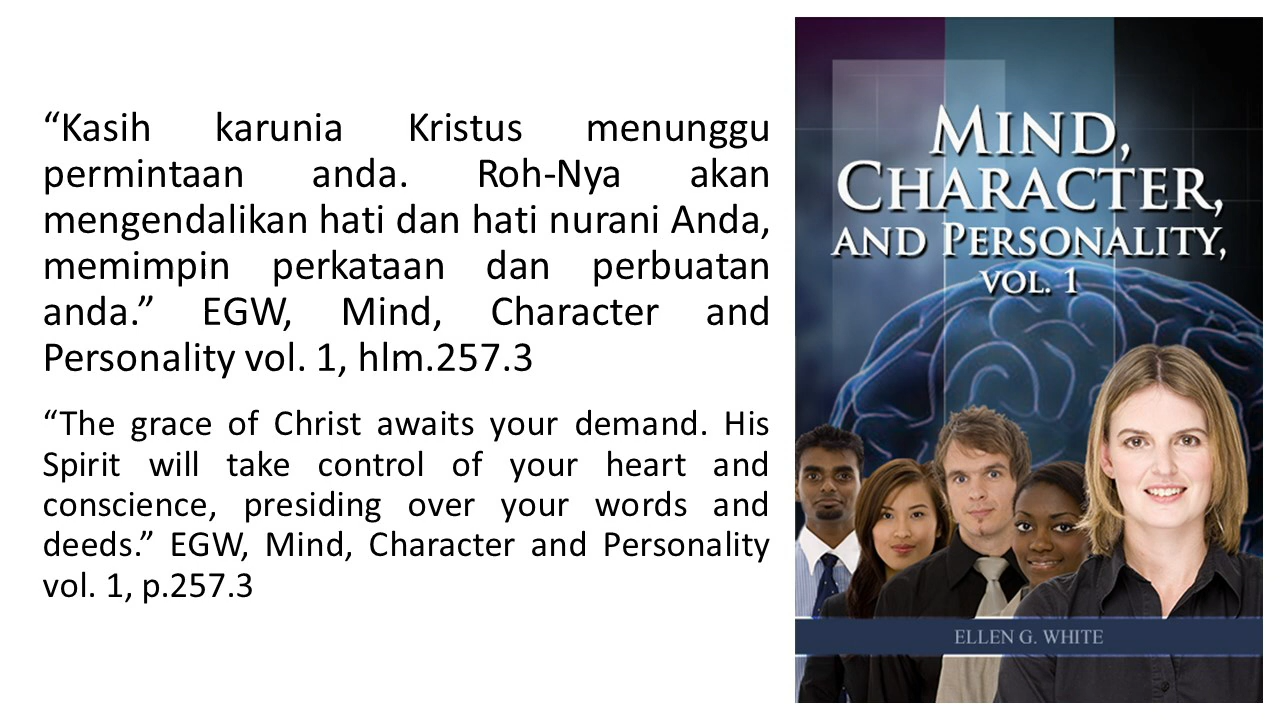 “Kasih karunia Kristus menunggu
permintaan anda. Roh-Nya akan
mengendalikan hati dan hati nurani Anda,
memimpin perkataan dan perbuatan
anda.” EGW, Mind, Character and
Personality vol. 1, hlm.257.3
“The grace of Christ awaits your demand. His
Spirit will take control of your heart and
conscience, presiding over your words and
deeds.” EGW, Mind, Character and Personality
vol. 1, p.257.3
MIND,
CHARACTER,
AND PERSONALITY,
VOL. 1
ELLEN G. WHITE